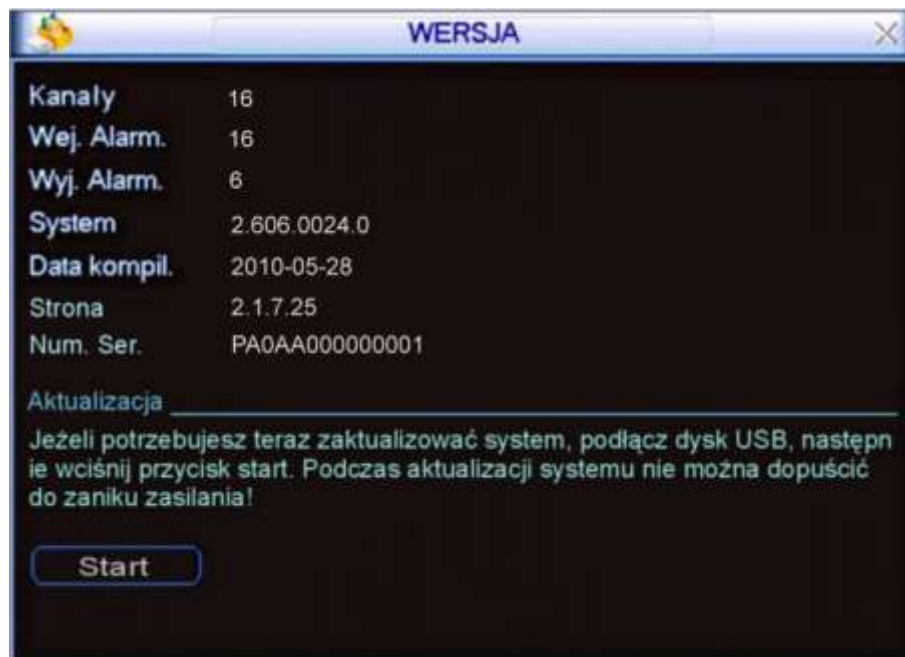 WERSJA
Kanały 16
Wej. Alarm. 16
Wyj. Alarm. 6
System 2.606.0024.0
Data kompil. 2010-05-28
Strona 2.1.7.25
Num. Ser. PA0AA000000001
Aktualizacja
Jeżeli potrzebujesz teraz zaktualizować system, podłącz dysk USB, następn
ie wciśnij przycisk start. Podczas aktualizacji systemu nie można dopuścić
do zaniku zasilania!
Start